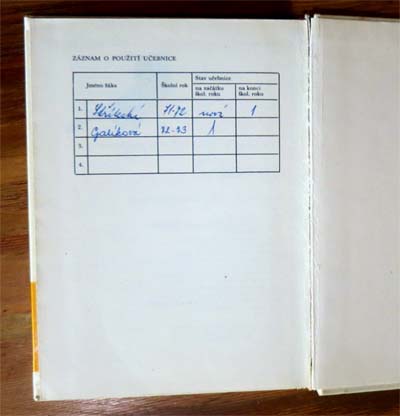 ZÁZNAM O POUŽITÍ UČEBNICE
Jméno žáka Školní rok Stav učebnice
na začátku škol. roku na konci škol. roku
1. 71-72 nová 1
2. Galíková 72-73 1
3.
4.